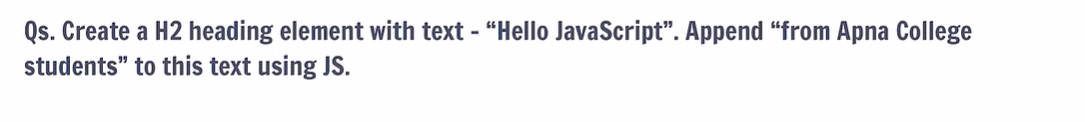 Qs. Create a H2 heading element with text - “Hello JavaScript”. Append “from Apna College
students” to this text using JS.